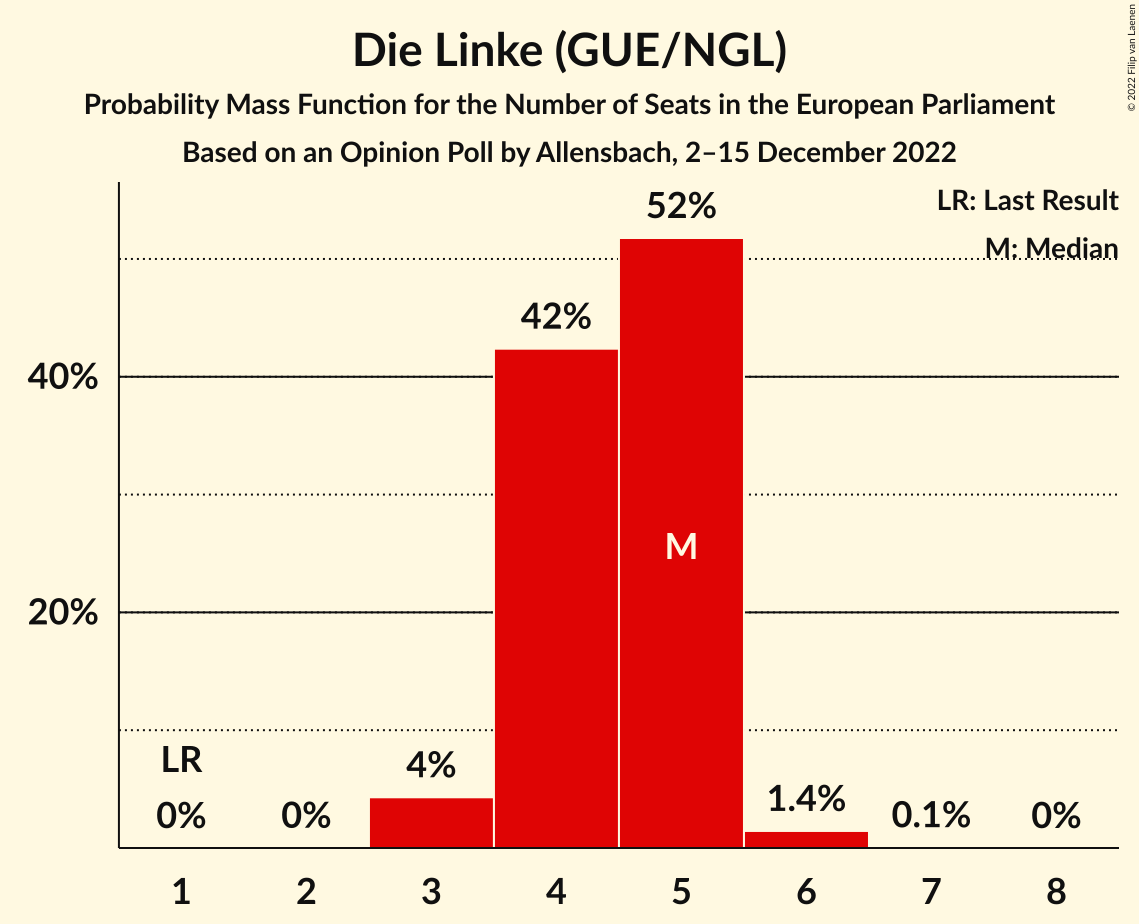 Die Linke (GUE/NGL)
Probability Mass Function for the Number of Seats in the European Parliament
Based on an Opinion Poll by Allensbach, 2–15 December 2022
© 2022 Filip van Laenen
LR: Last Result
M: Median
52%
42%
40%
M
20%
LR
4%
0%
0%
1.4%
0.1%
0%
1 2 3 4 5 6 7 8